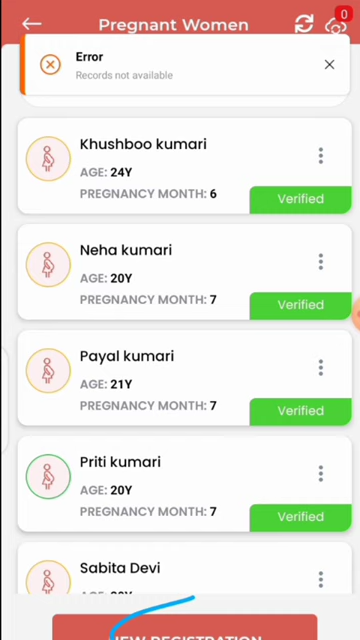 Pregnant Women
0
Error
Records not available
Khushboo kumari
AGE: 24Y
PREGNANCY MONTH: 6
Verified
Neha kumari
AGE: 20Y
PREGNANCY MONTH: 7
Verified
Payal kumari
AGE: 21Y
PREGNANCY MONTH: 7
Verified
Priti kumari
AGE: 20Y
PREGNANCY MONTH: 7
Verified
Sabita Devi
NEW REGISTRATION